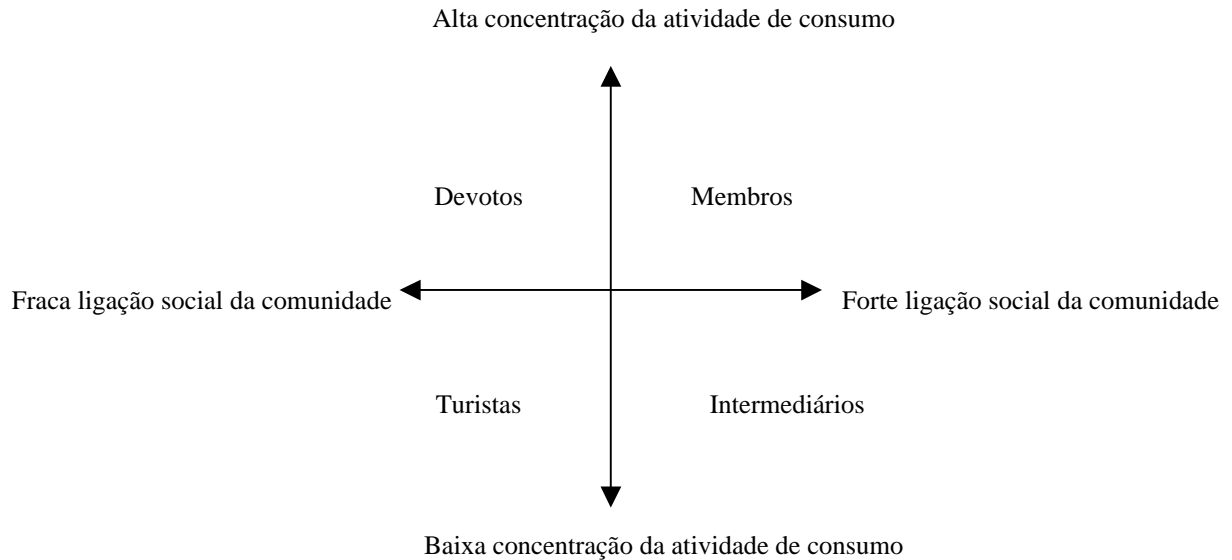 Alta concentração da atividade de consumo
Devotos
Membros
Fraca ligação social da comunidade
Forte ligação social da comunidade
Turistas
Intermediários
Baixa concentração da atividade de consumo